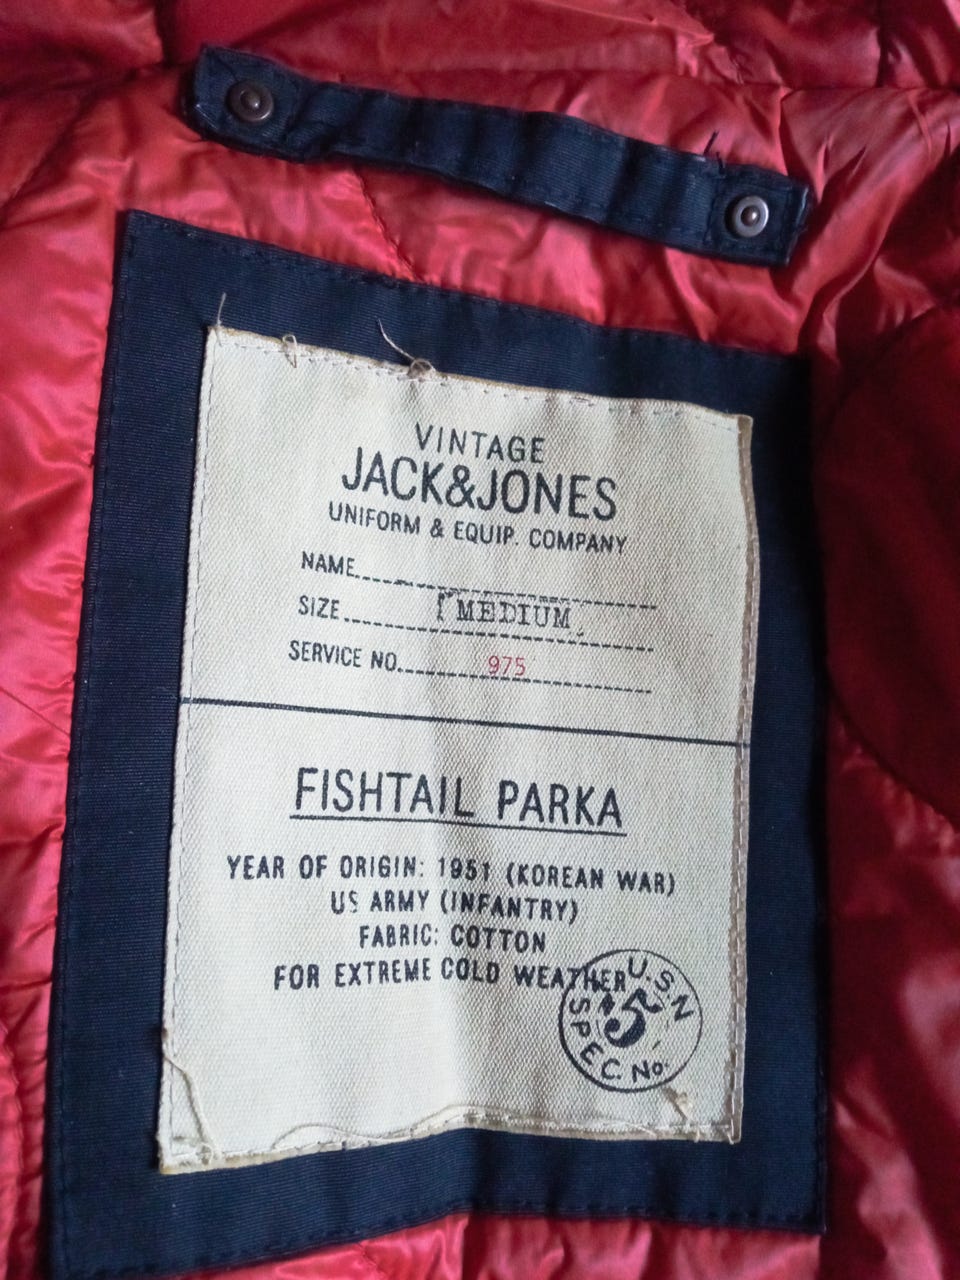 VINTAGE
JACK&JONES
UNIFORM & EQUIP. COMPANY
NAME
SIZE MEDIUM
SERVICE NO. 975
FISHTAIL PARKA
YEAR OF ORIGIN: 1951 (KOREAN WAR)
US ARMY (INFANTRY)
FABRIC: COTTON
FOR EXTREME COLD WEATHER
U.S.N
5
SPEC. No.